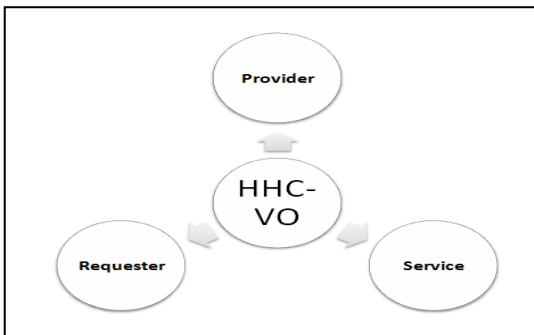 Provider
HHC-
VO
Requester
Service